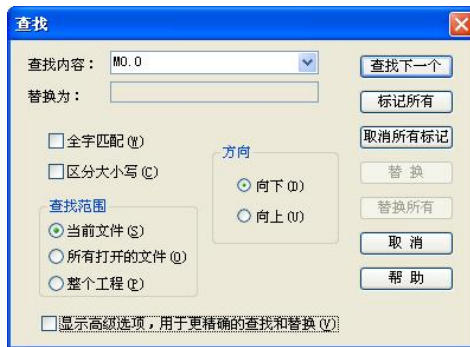 查找
查找内容： M0.0
查找下一个
替换为：
标记所有
全字匹配(W)
取消所有标记
区分大小写(C)
方向
向下(D)
替 换
查找范围
向上(U)
替换所有
当前文件(S)
所有打开的文件(O)
取 消
整个工程(P)
帮 助
显示高级选项，用于更精确的查找和替换(V)